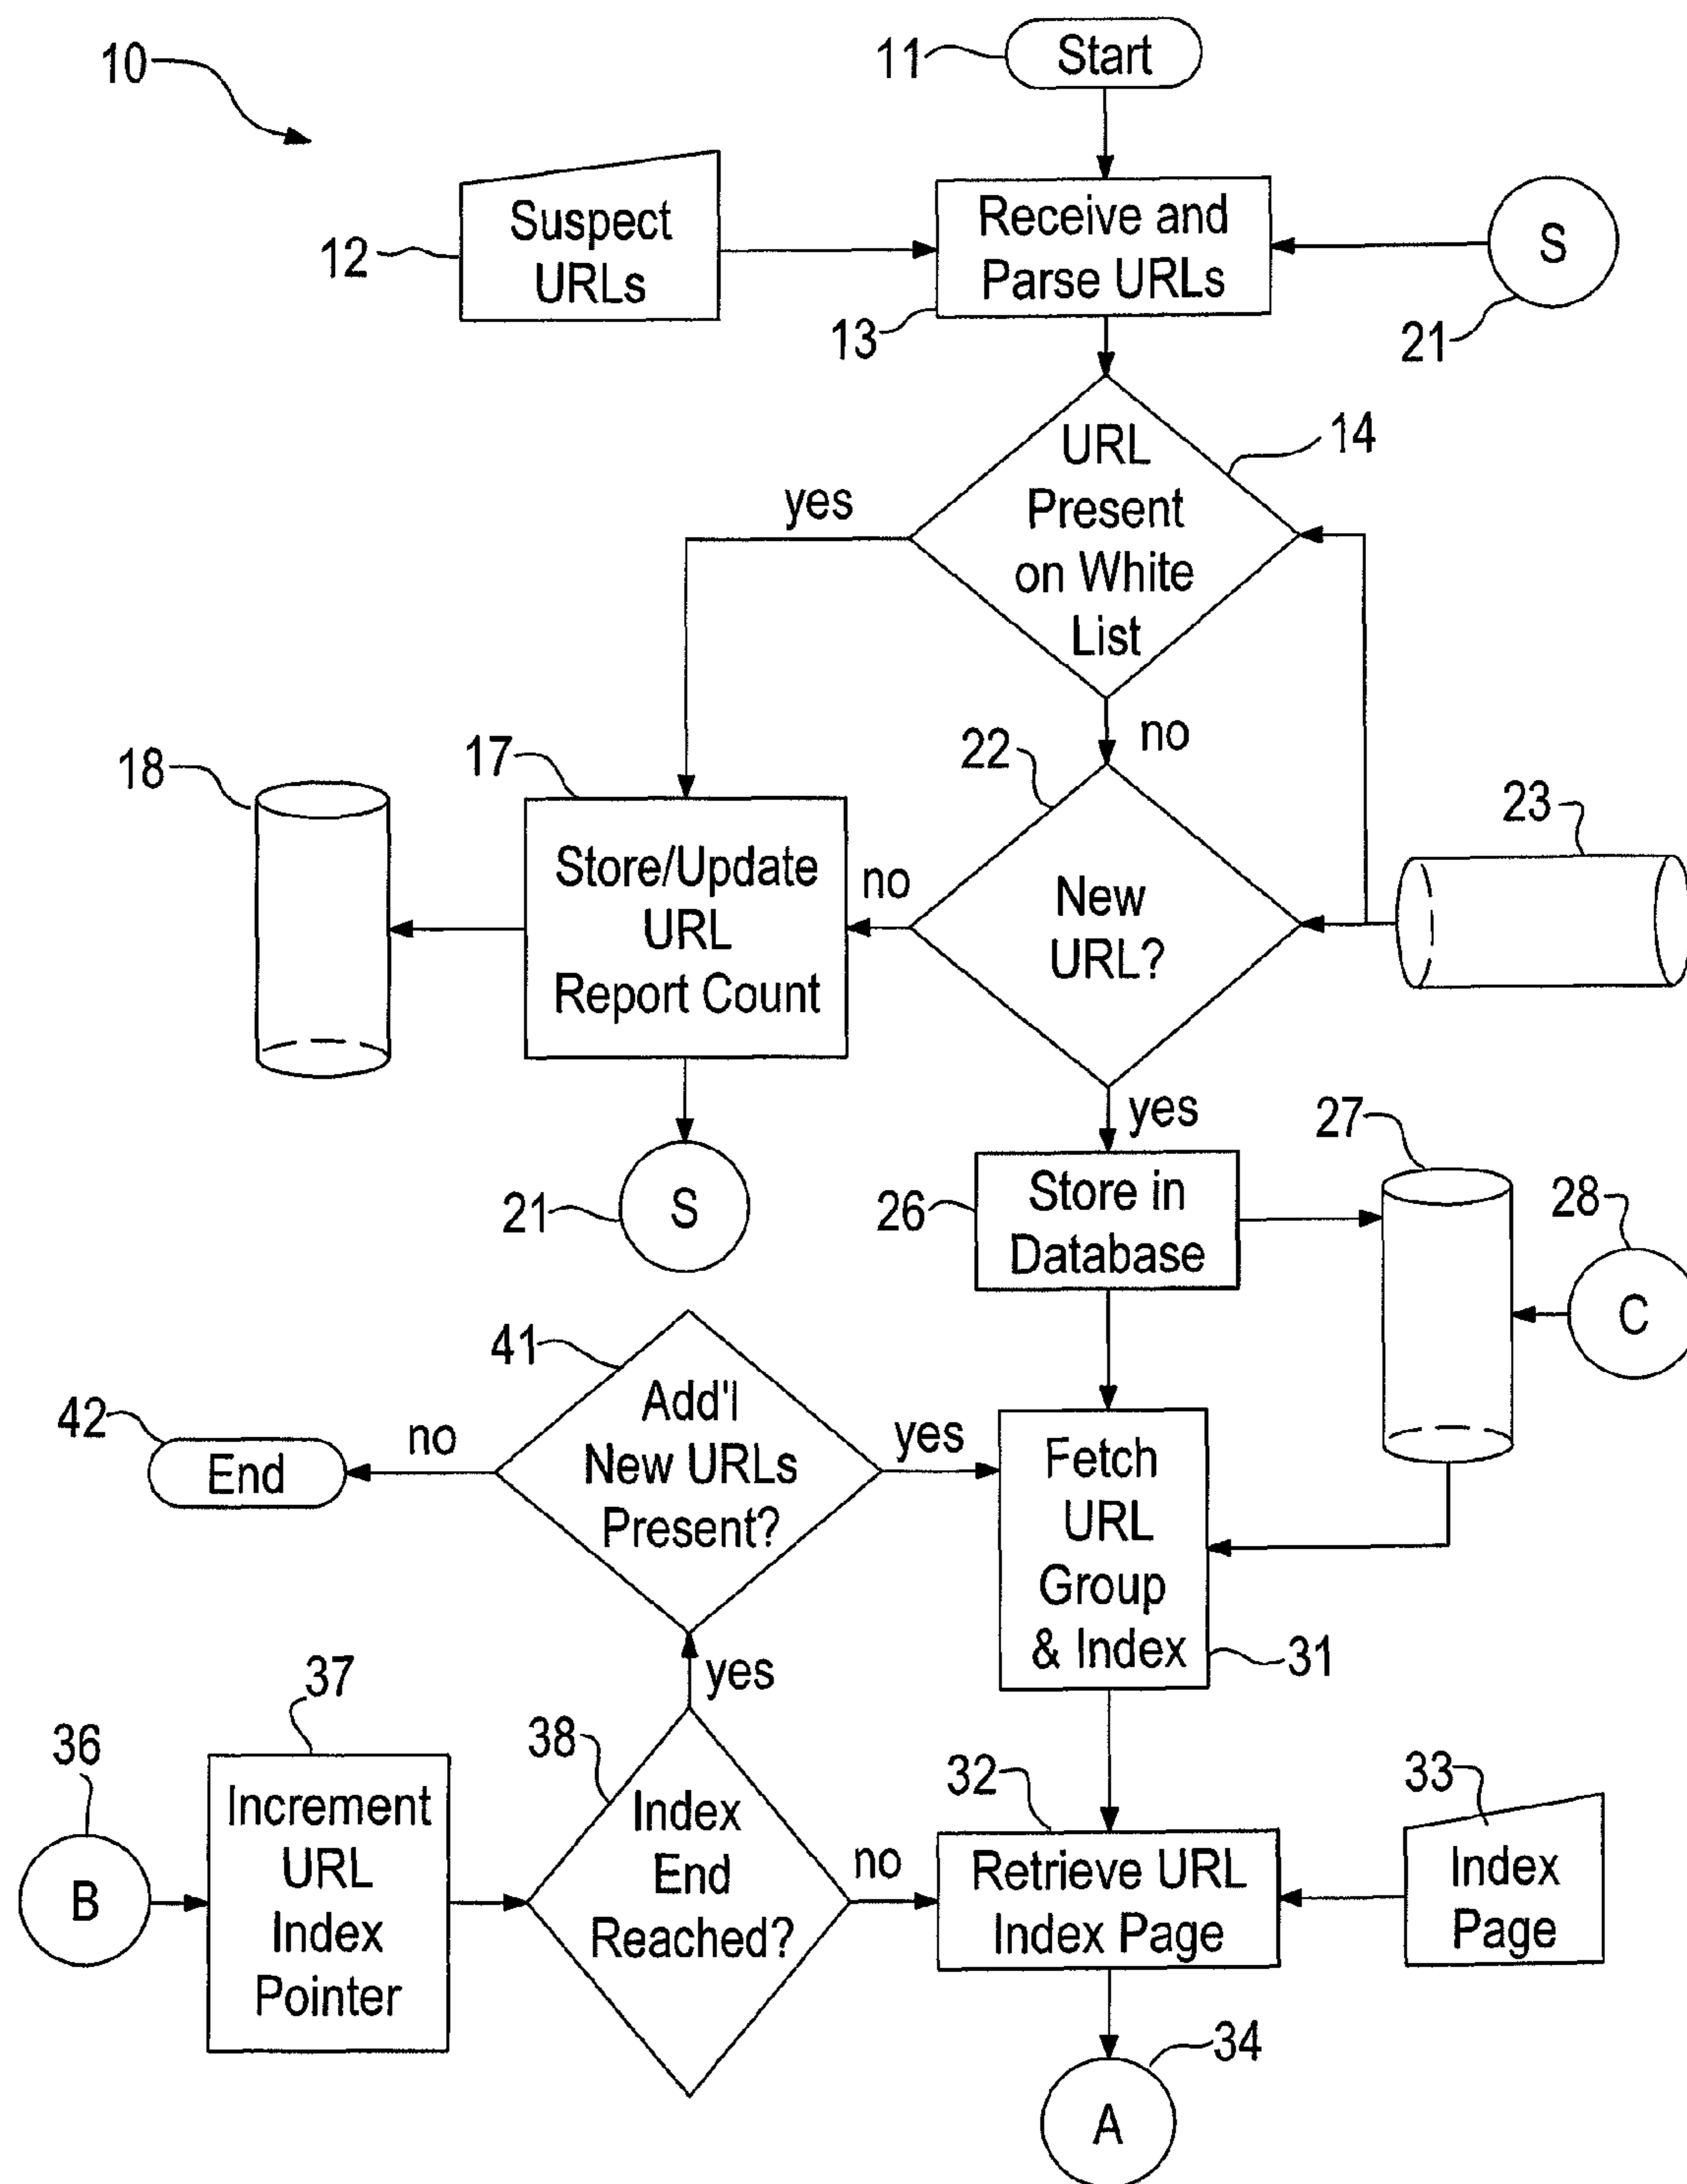 10
11
Start
12
Suspect
URLs
Receive and
Parse URLs
13
S
21
14
URL
Present
on White
List
yes
no
22
17
18
Store/Update
URL
Report Count
no
New
URL?
23
yes
21
S
26
Store in
Database
27
28
C
41
Add'l
New URLs
Present?
42
End
no
yes
Fetch
URL
Group
& Index
31
yes
36
B
37
Increment
URL
Index
Pointer
38
Index
End
Reached?
no
32
Retrieve URL
Index Page
33
Index
Page
34
A